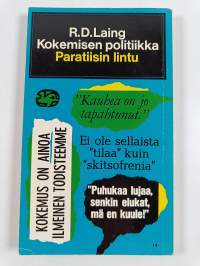 R.D.Laing
Kokemisen politiikka
Paratiisin lintu
"Kauhea on jo
tapahtunut."
KOKEMUS ON AINOA
ILMEINEN TODISTEEMME
Ei ole sellaista
"tilaa" kuin
"skitsofrenia"
"Puhukaa lujaa,
senkin elukat,
mä en kuule!"